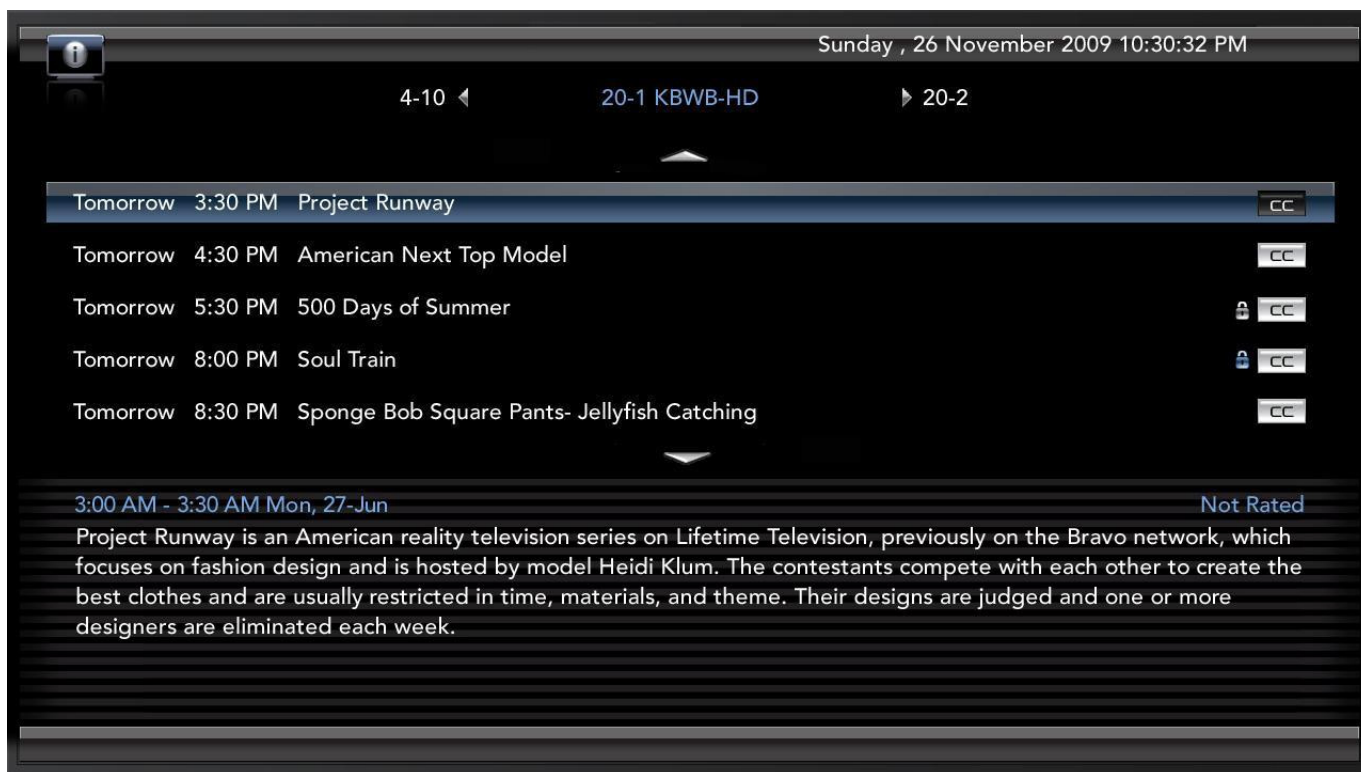 i
Sunday , 26 November 2009 10:30:32 PM
4-10 20-1 KBWB-HD 20-2
Tomorrow 3:30 PM Project Runway CC
Tomorrow 4:30 PM American Next Top Model CC
Tomorrow 5:30 PM 500 Days of Summer CC
Tomorrow 8:00 PM Soul Train CC
Tomorrow 8:30 PM Sponge Bob Square Pants- Jellyfish Catching CC
3:00 AM - 3:30 AM Mon, 27-Jun Not Rated
Project Runway is an American reality television series on Lifetime Television, previously on the Bravo network, which
focuses on fashion design and is hosted by model Heidi Klum. The contestants compete with each other to create the
best clothes and are usually restricted in time, materials, and theme. Their designs are judged and one or more
designers are eliminated each week.